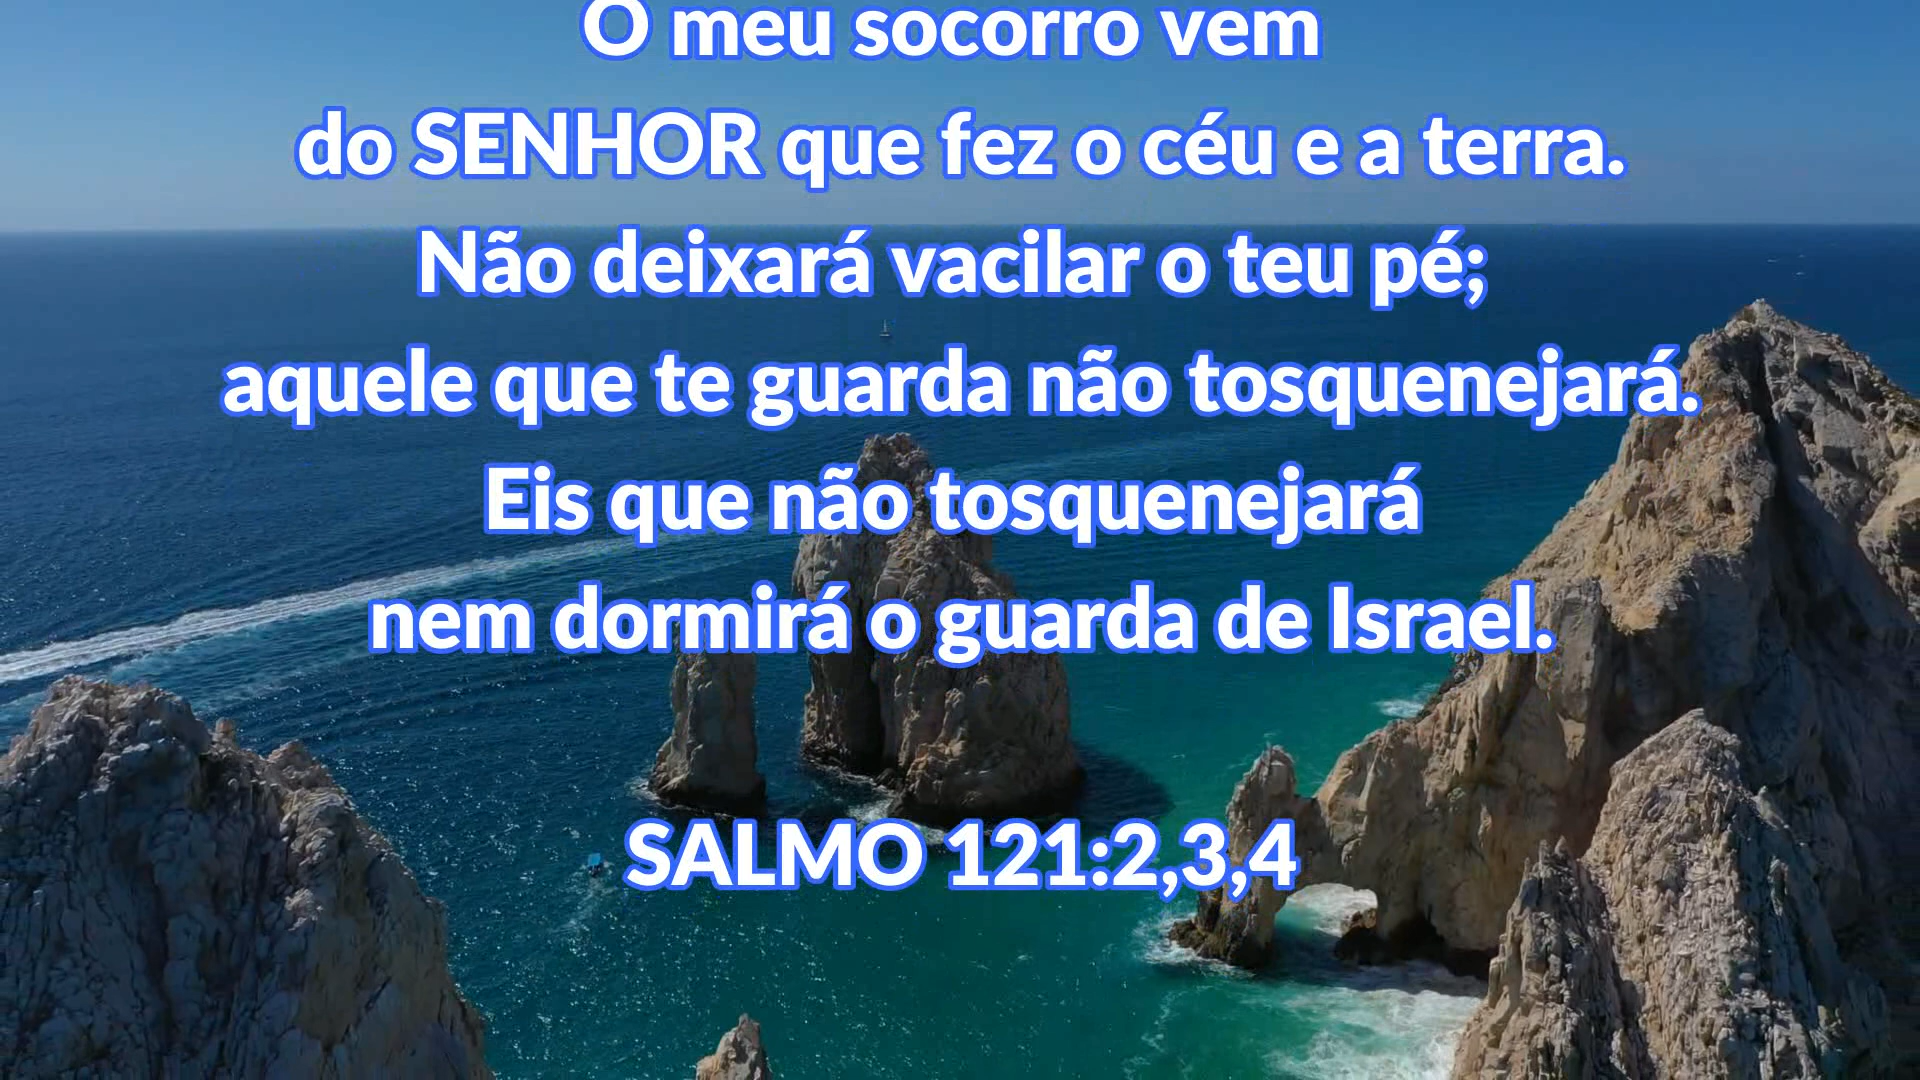 O meu socorro vem
do SENHOR que fez o céu e a terra.
Não deixará vacilar o teu pé;
aquele que te guarda não tosquenejará.
Eis que não tosquenejará
nem dormirá o guarda de Israel.
SALMO 121:2,3,4